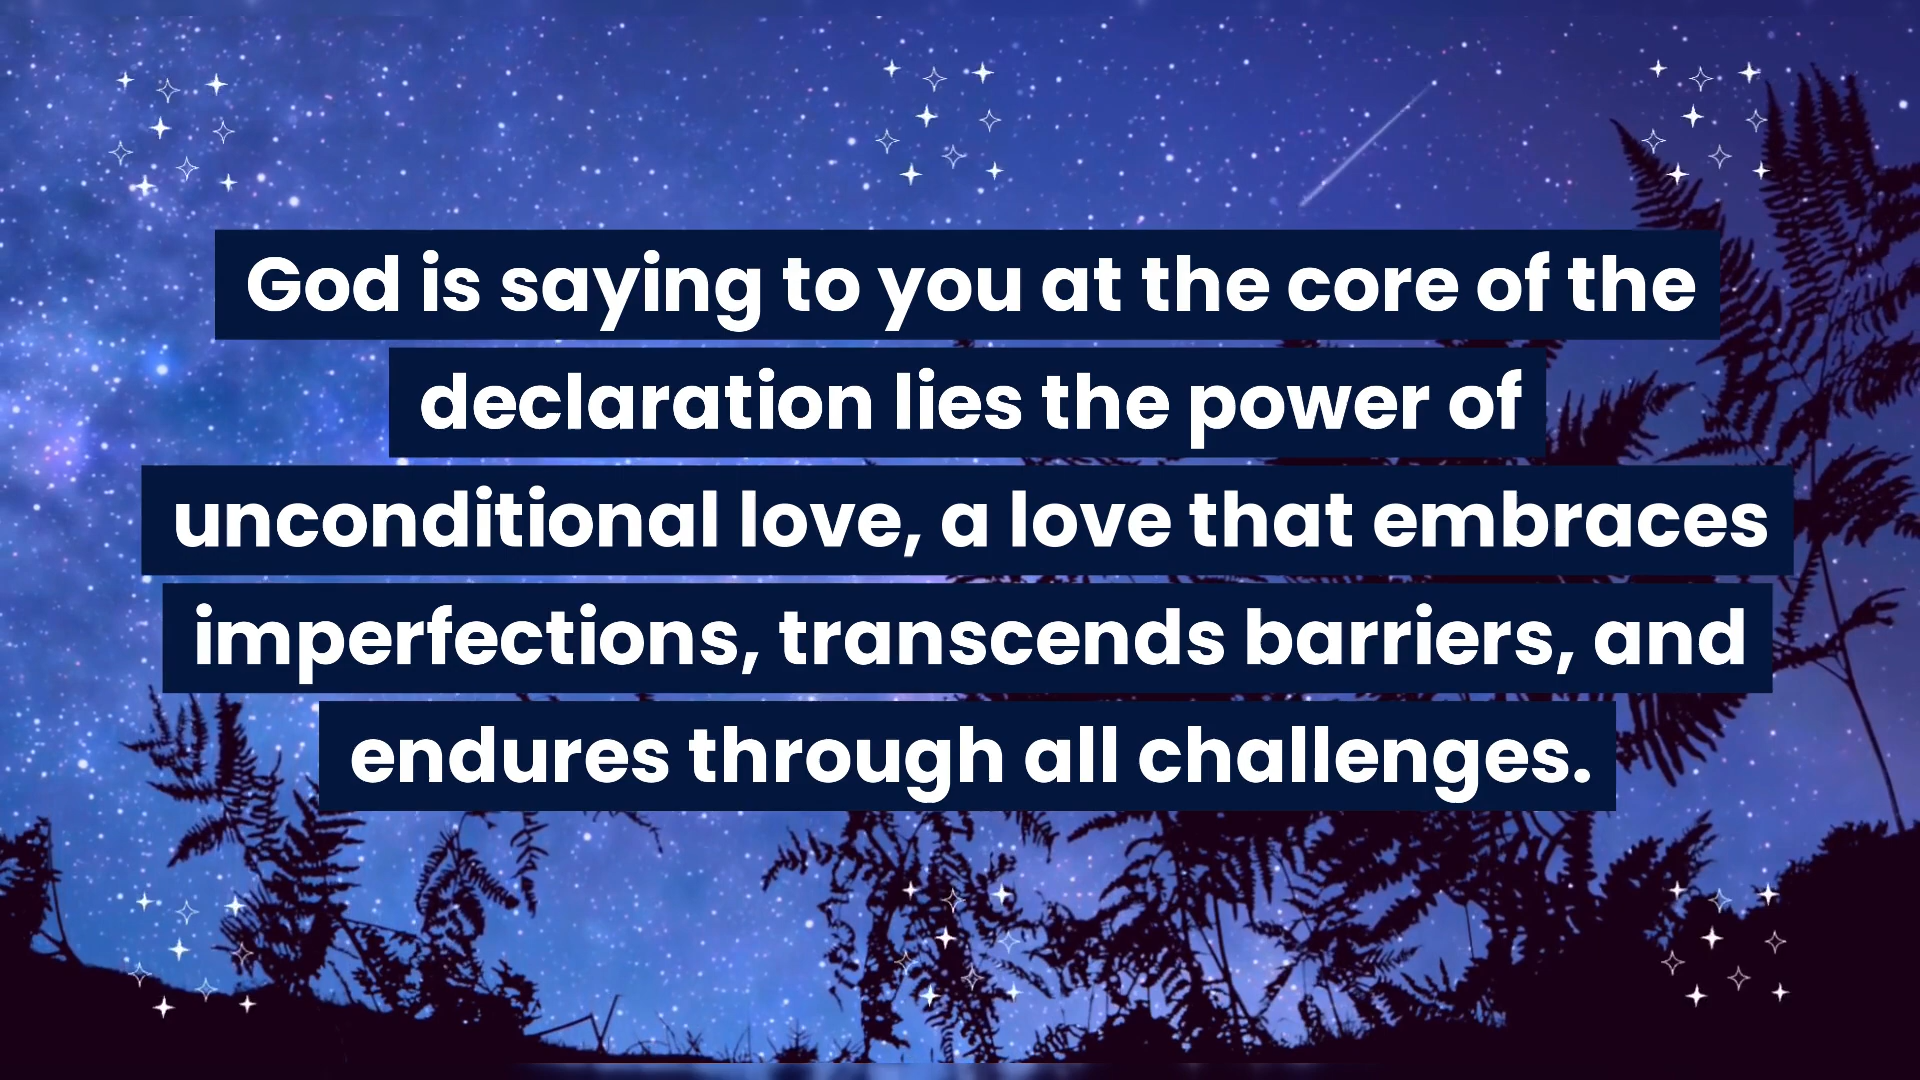 God is saying to you at the core of the
declaration lies the power of
unconditional love, a love that embraces
imperfections, transcends barriers, and
endures through all challenges.